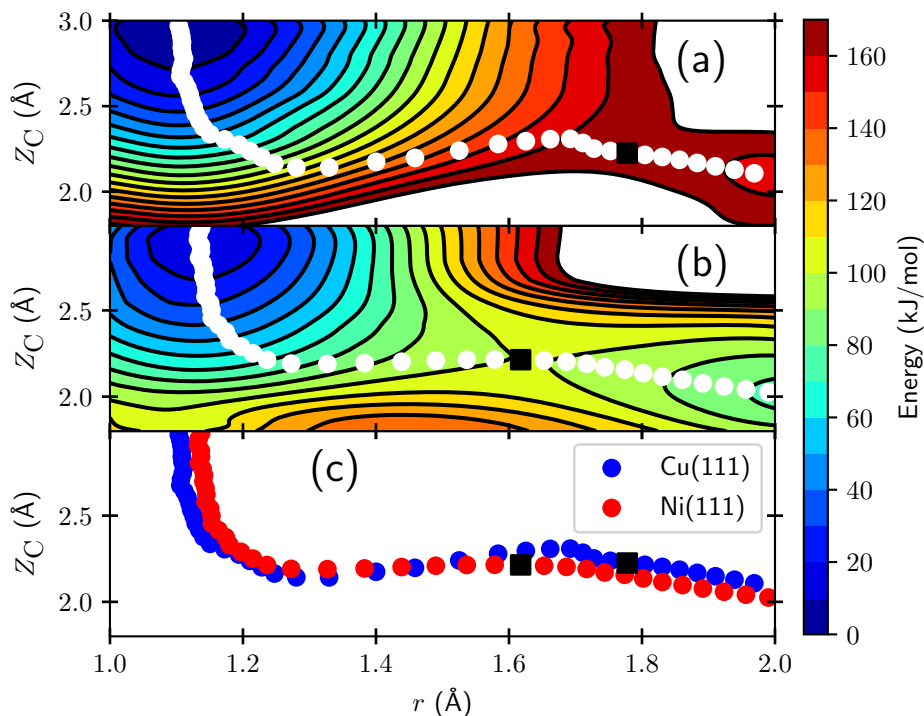 3.0
2.5
2.0
Z_C (Å)
(a)
2.5
2.0
Z_C (Å)
(b)
2.5
2.0
Z_C (Å)
(c)
Cu(111)
Ni(111)
1.0 1.2 1.4 1.6 1.8 2.0
r (Å)
160
140
120
100
80
60
40
20
0
Energy (kJ/mol)